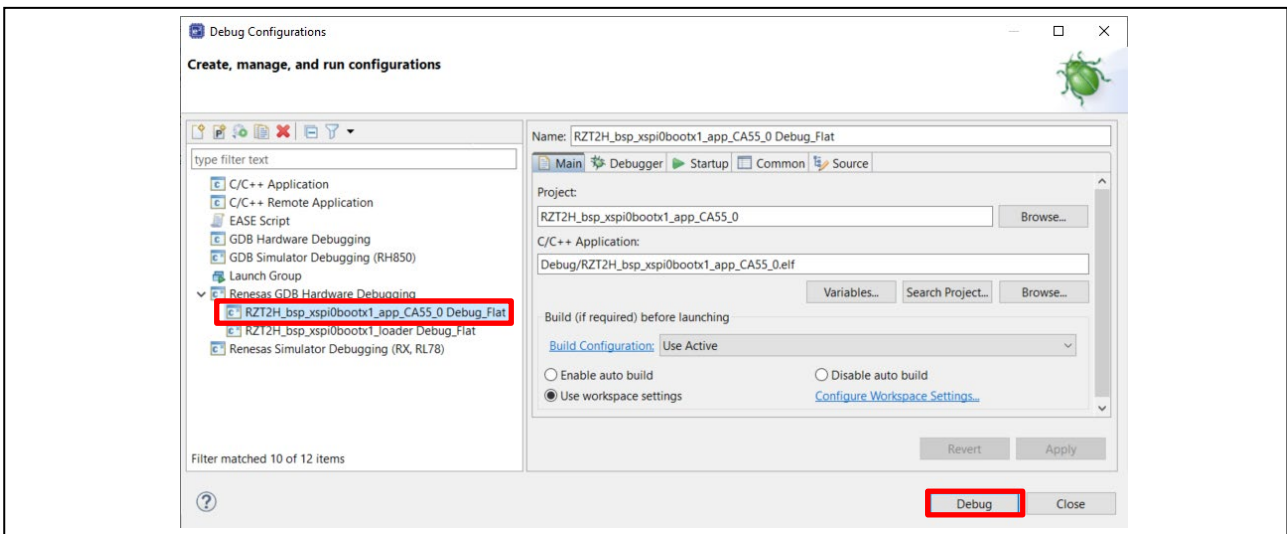 Debug Configurations
Create, manage, and run configurations
type filter text
C/C++ Application
C/C++ Remote Application
EASE Script
GDB Hardware Debugging
GDB Simulator Debugging (RH850)
Launch Group
Renesas GDB Hardware Debugging
RZT2H_bsp_xspi0bootx1_app_CA55_0 Debug_Flat
RZT2H_bsp_xspi0bootx1_loader Debug_Flat
Renesas Simulator Debugging (RX, RL78)
Filter matched 10 of 12 items
Name: RZT2H_bsp_xspi0bootx1_app_CA55_0 Debug_Flat
Main Debugger Startup Common Source
Project:
RZT2H_bsp_xspi0bootx1_app_CA55_0 Browse...
C/C++ Application:
Debug/RZT2H_bsp_xspi0bootx1_app_CA55_0.elf
Variables... Search Project... Browse...
Build (if required) before launching
Build Configuration: Use Active
Enable auto build Disable auto build
Use workspace settings Configure Workspace Settings...
Revert Apply
Debug Close